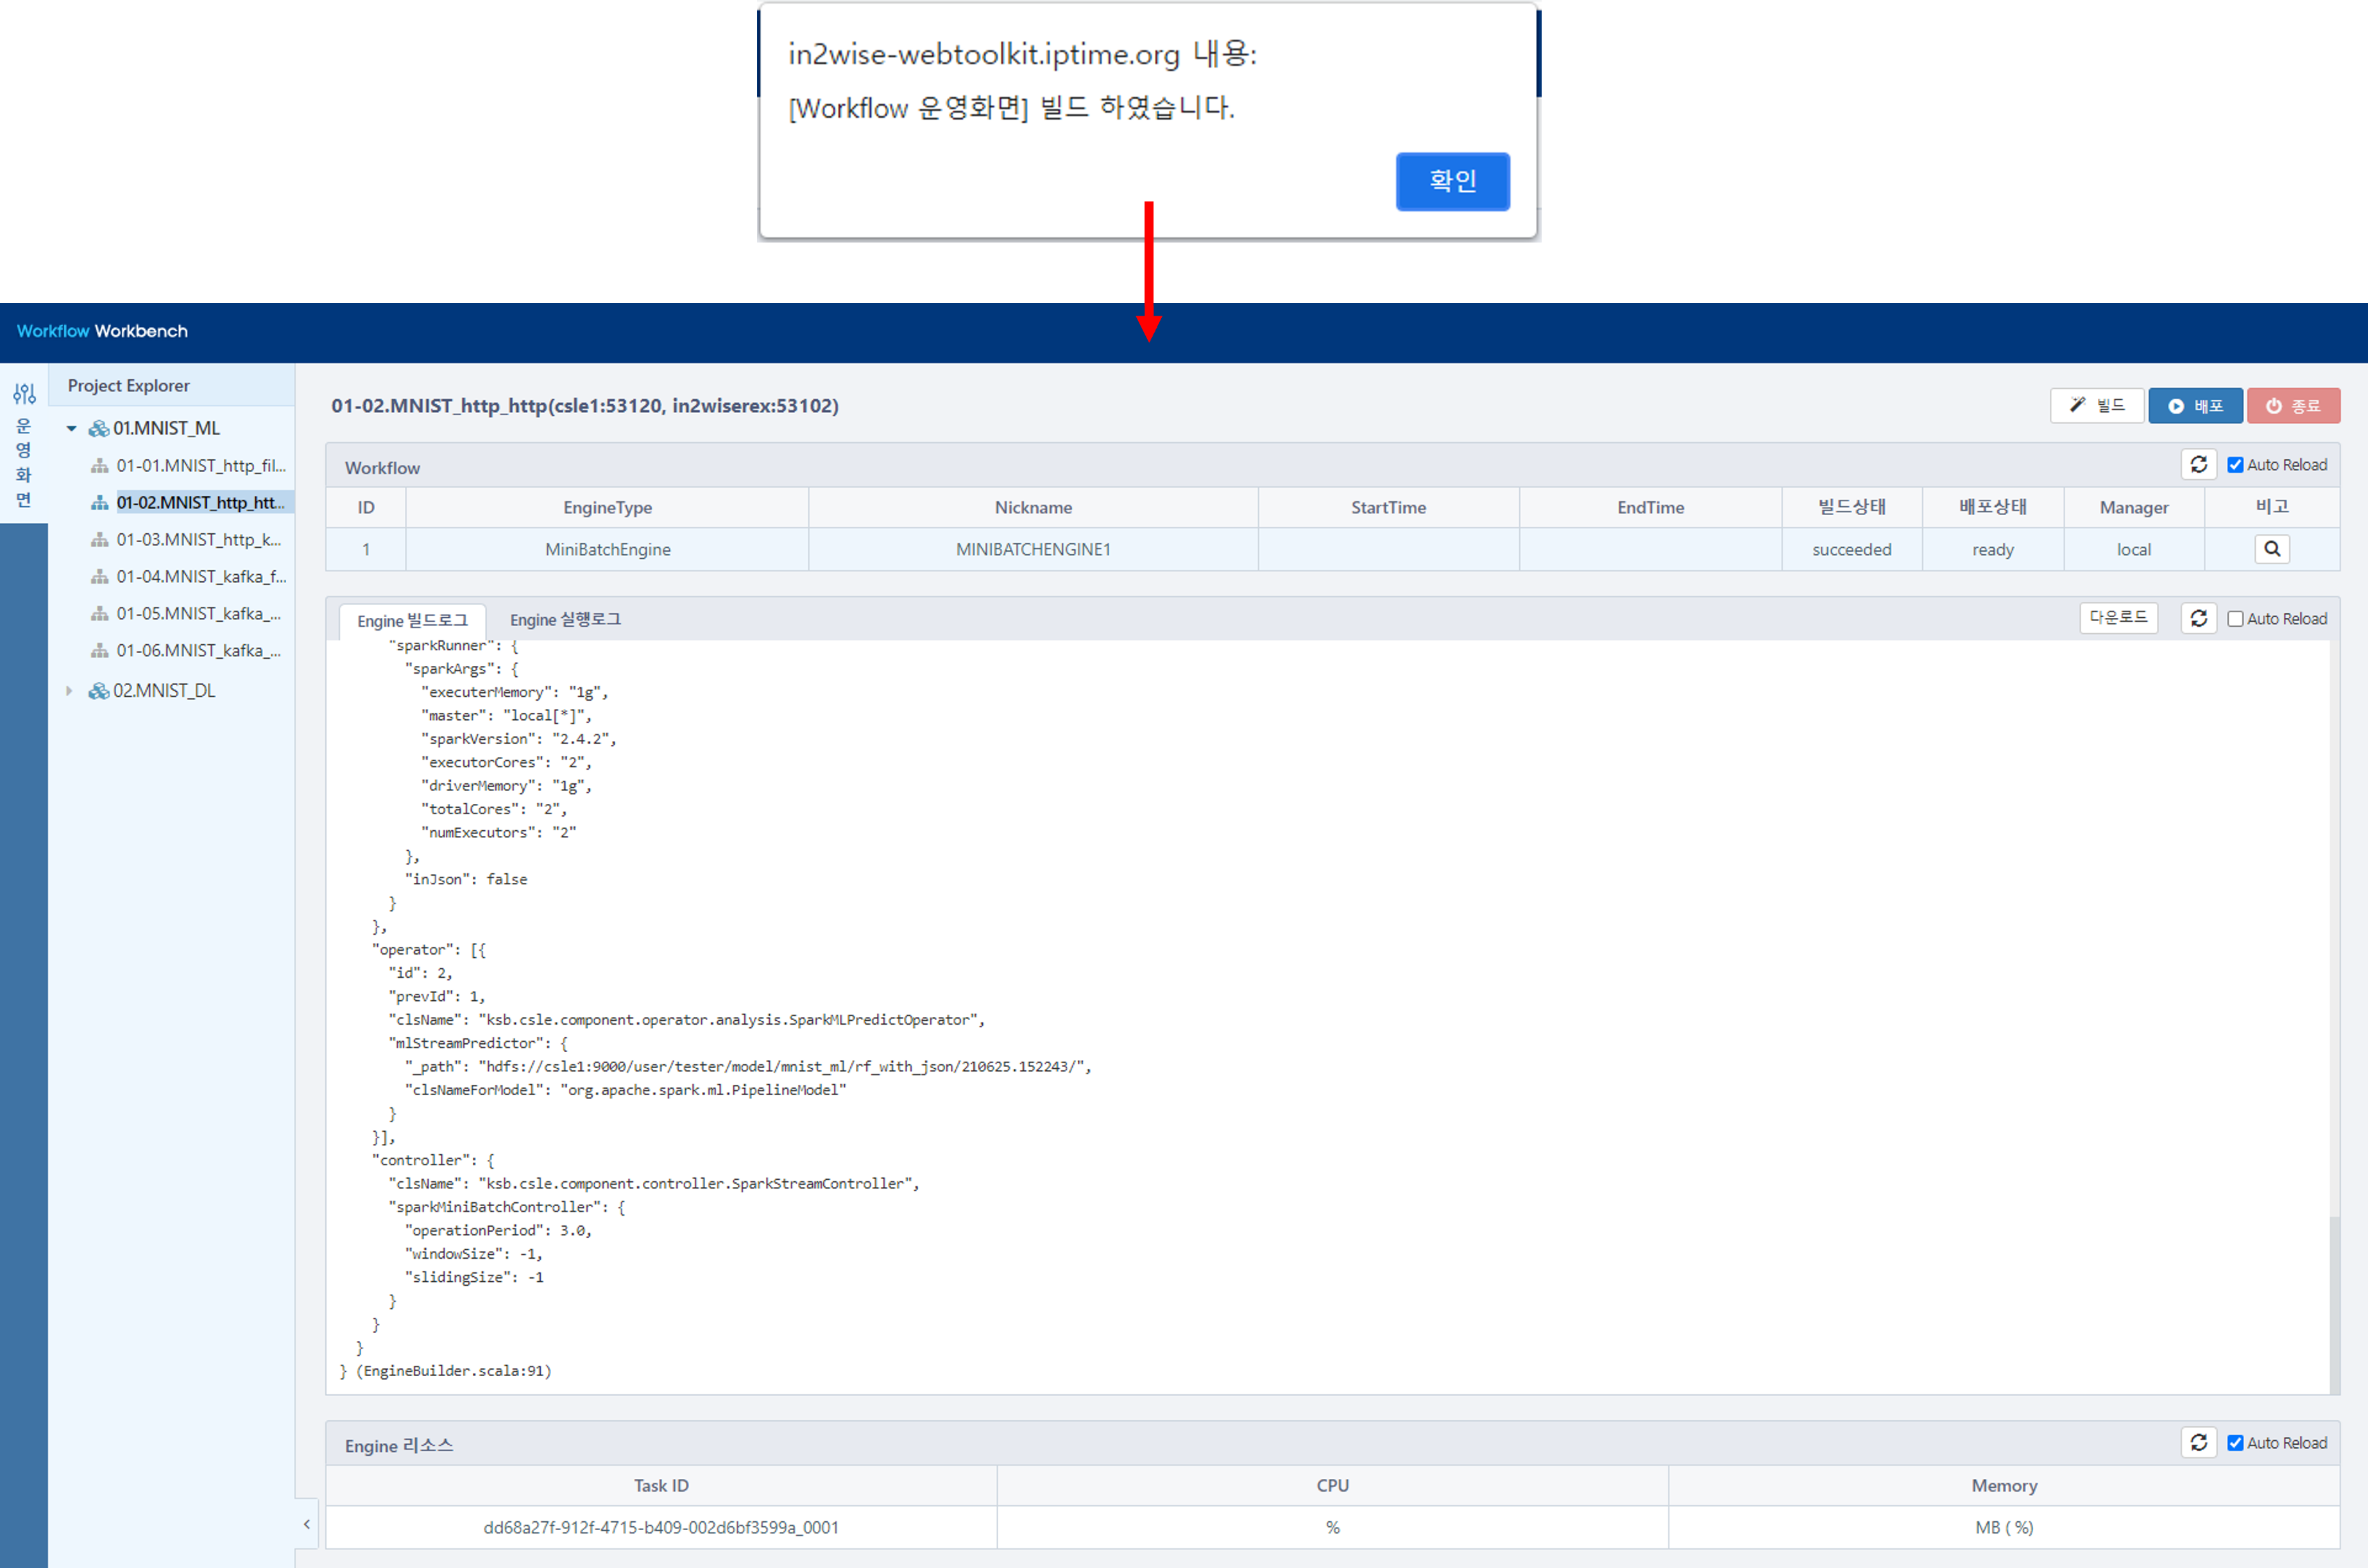 in2wise-webtoolkit.iptime.org 내용:
[Workflow 운영화면] 빌드 하였습니다.
확인
Workflow Workbench
운영화면
Project Explorer
01.MNIST_ML
01-01.MNIST_http_fil...
01-02.MNIST_http_htt...
01-03.MNIST_http_k...
01-04.MNIST_kafka_f...
01-05.MNIST_kafka_...
01-06.MNIST_kafka_...
02.MNIST_DL
01-02.MNIST_http_http(csle1:53120, in2wiserex:53102)
빌드 배포 종료
Workflow Auto Reload
ID EngineType Nickname StartTime EndTime 빌드상태 배포상태 Manager 비고
1 MiniBatchEngine MINIBATCHENGINE1 succeeded ready local
Engine 빌드로그 Engine 실행로그 다운로드 Auto Reload
"sparkRunner": {
"sparkArgs": {
"executerMemory": "1g",
"master": "local[*]",
"sparkVersion": "2.4.2",
"executorCores": "2",
"driverMemory": "1g",
"totalCores": "2",
"numExecutors": "2"
},
"inJson": false
}
},
"operator": [{
"id": 2,
"prevId": 1,
"clsName": "ksb.csle.component.operator.analysis.SparkMLPredictOperator",
"mlStreamPredictor": {
"_path": "hdfs://csle1:9000/user/tester/model/mnist_ml/rf_with_json/210625.152243/",
"clsNameForModel": "org.apache.spark.ml.PipelineModel"
}
}],
"controller": {
"clsName": "ksb.csle.component.controller.SparkStreamController",
"sparkMiniBatchController": {
"operationPeriod": 3.0,
"windowSize": -1,
"slidingSize": -1
}
}
}
} (EngineBuilder.scala:91)
Engine 리소스 Auto Reload
Task ID CPU Memory
dd68a27f-912f-4715-b409-002d6bf3599a_0001 % MB ( %)